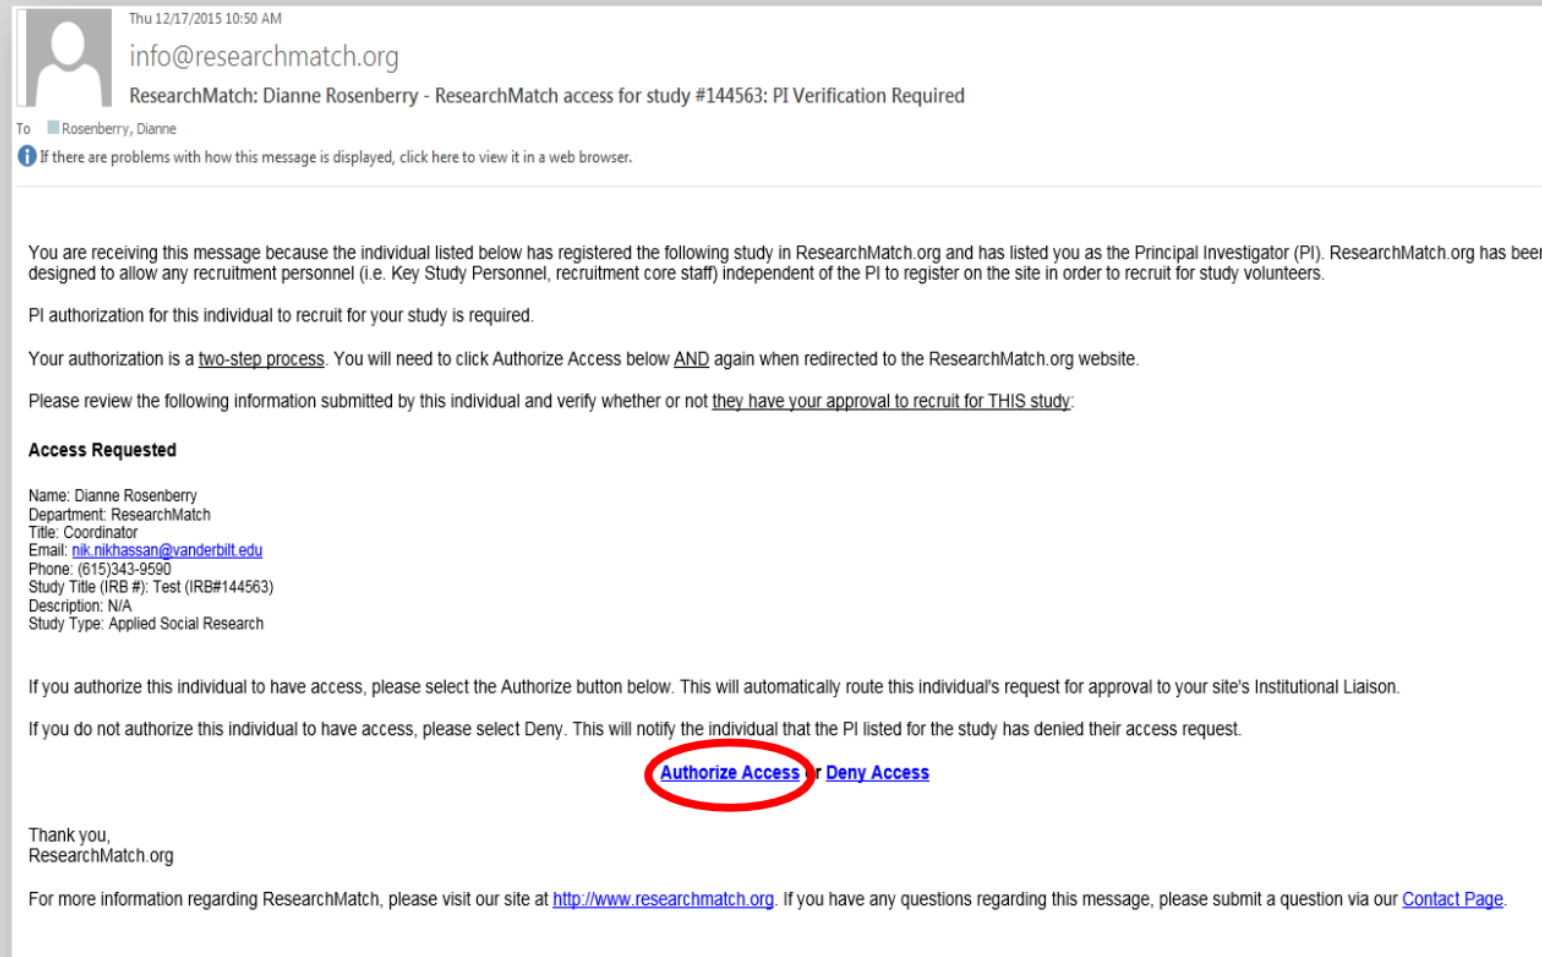 Thu 12/17/2015 10:50 AM
info@researchmatch.org
ResearchMatch: Dianne Rosenberry - ResearchMatch access for study #144563: PI Verification Required
To Rosenberry, Dianne
If there are problems with how this message is displayed, click here to view it in a web browser.
You are receiving this message because the individual listed below has registered the following study in ResearchMatch.org and has listed you as the Principal Investigator (PI). ResearchMatch.org has been
designed to allow any recruitment personnel (i.e. Key Study Personnel, recruitment core staff) independent of the PI to register on the site in order to recruit for study volunteers.
PI authorization for this individual to recruit for your study is required.
Your authorization is a two-step process. You will need to click Authorize Access below AND again when redirected to the ResearchMatch.org website.
Please review the following information submitted by this individual and verify whether or not they have your approval to recruit for THIS study:
Access Requested
Name: Dianne Rosenberry
Department: ResearchMatch
Title: Coordinator
Email: nik.nikhassan@vanderbilt.edu
Phone: (615)343-9590
Study Title (IRB #): Test (IRB#144563)
Description: N/A
Study Type: Applied Social Research
If you authorize this individual to have access, please select the Authorize button below. This will automatically route this individual's request for approval to your site's Institutional Liaison.
If you do not authorize this individual to have access, please select Deny. This will notify the individual that the PI listed for the study has denied their access request.
Authorize Access or Deny Access
Thank you,
ResearchMatch.org
For more information regarding ResearchMatch, please visit our site at http://www.researchmatch.org. If you have any questions regarding this message, please submit a question via our Contact Page.